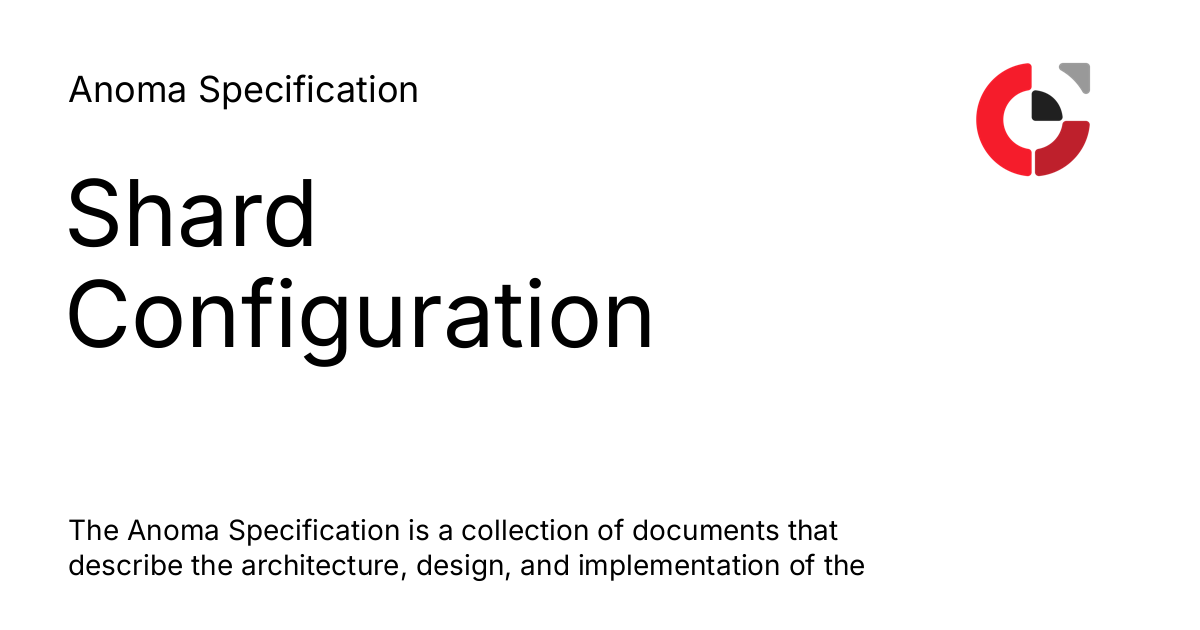 Anoma Specification
Shard
Configuration
The Anoma Specification is a collection of documents that
describe the architecture, design, and implementation of the